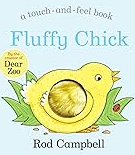 a touch-and-feel book
Fluffy Chick
By the creator of
Dear Zoo
Rod Campbell